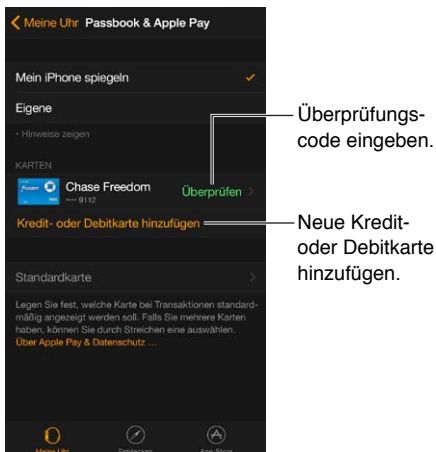 Meine Uhr Passbook & Apple Pay
Mein iPhone spiegeln
Eigene
• Hinweise zeigen
KARTEN
freedom
Chase Freedom
•••• 9112
Überprüfen
Kredit- oder Debitkarte hinzufügen
Standardkarte
Legen Sie fest, welche Karte bei Transaktionen standard-
mäßig angezeigt werden soll. Falls Sie mehrere Karten
haben, können Sie durch Streichen eine auswählen.
Über Apple Pay & Datenschutz ...
Meine Uhr
Entdecken
App Store
Überprüfungs-
code eingeben.
Neue Kredit-
oder Debitkarte
hinzufügen.